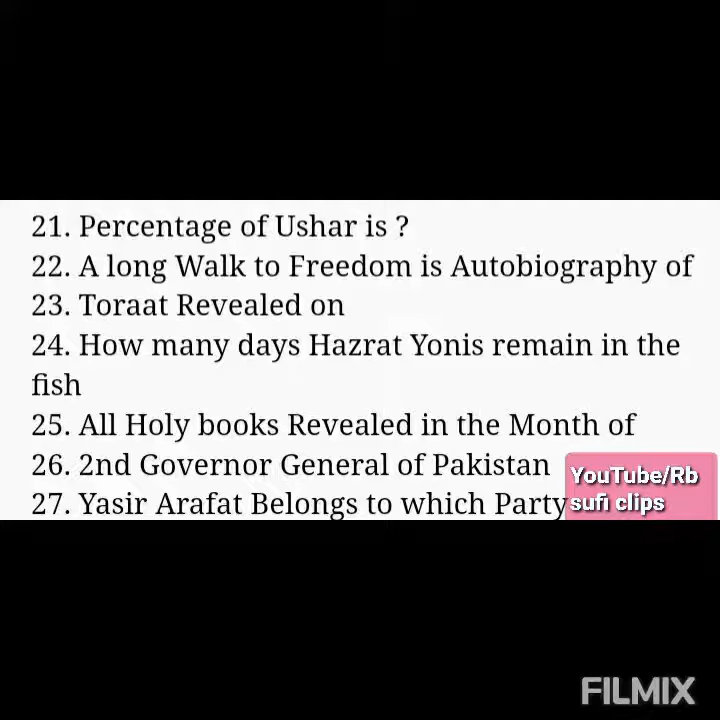 21. Percentage of Ushar is ?
22. A long Walk to Freedom is Autobiography of
23. Toraat Revealed on
24. How many days Hazrat Yonis remain in the
fish
25. All Holy books Revealed in the Month of
26. 2nd Governor General of Pakistan
27. Yasir Arafat Belongs to which Party
YouTube/Rb
sufi clips
FILMIX